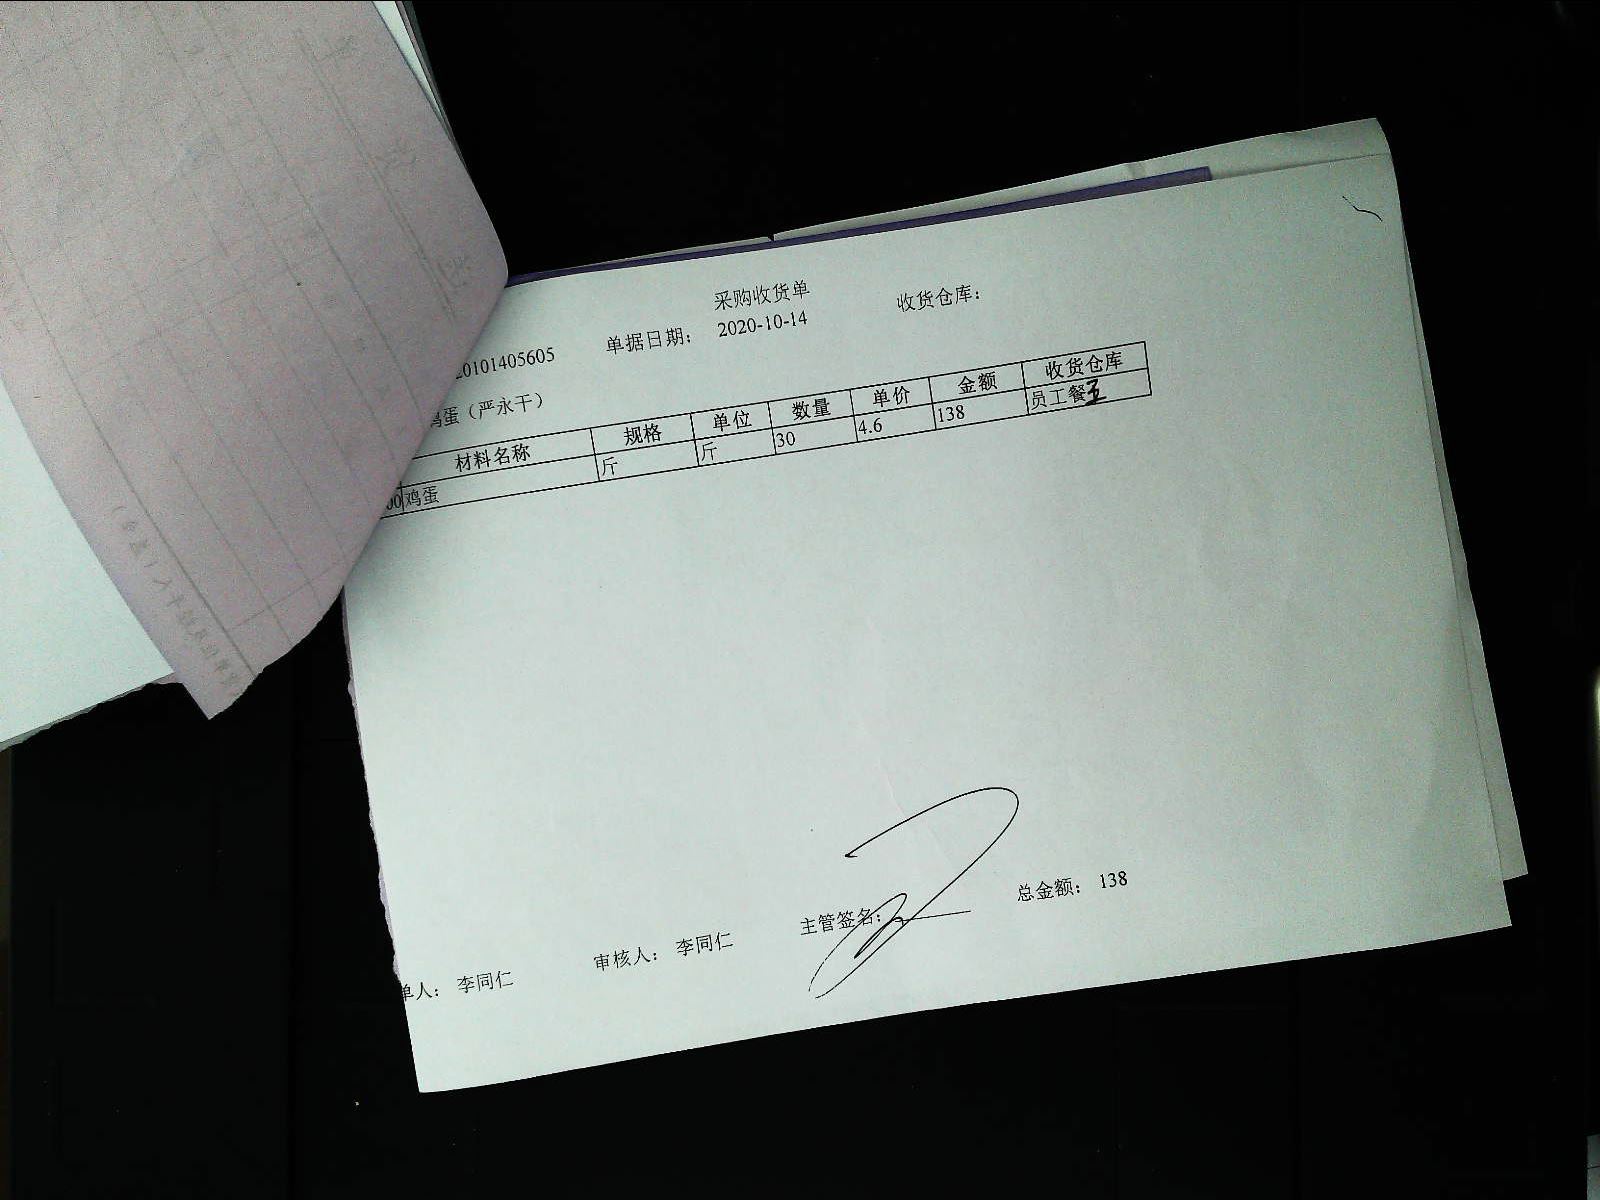 采购收货单
20101405605 单据日期： 2020-10-14 收货仓库：
鸡蛋（严永干）
材料名称 规格 单位 数量 单价 金额 收货仓库
00 鸡蛋 斤 斤 30 4.6 138 员工餐
单人： 李同仁 审核人： 李同仁 主管签名： 总金额： 138